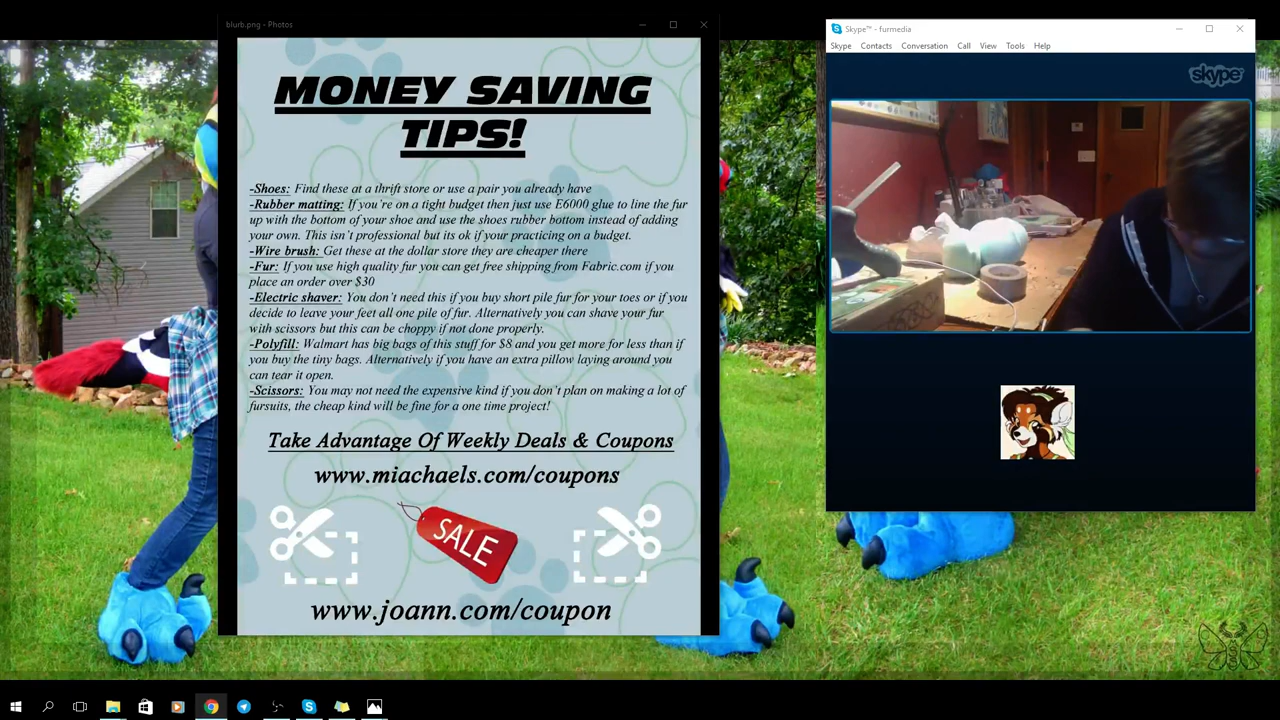 blurb.png - Photos
MONEY SAVING
TIPS!
-Shoes: Find these at a thrift store or use a pair you already have
-Rubber matting: If you're on a tight budget then just use E6000 glue to line the fur
up with the bottom of your shoe and use the shoes rubber bottom instead of adding
your own. This isn't professional but its ok if your practicing on a budget.
-Wire brush: Get these at the dollar store they are cheaper there
-Fur: If you use high quality fur you can get free shipping from Fabric.com if you
place an order over $30
-Electric shaver: You don't need this if you buy short pile fur for your toes or if you
decide to leave your feet all one pile of fur. Alternatively you can shave your fur
with scissors but this can be choppy if not done properly.
-Polyfill: Walmart has big bags of this stuff for $8 and you get more for less than if
you buy the tiny bags. Alternatively if you have an extra pillow laying around you
can tear it open.
-Scissors: You may not need the expensive kind if you don't plan on making a lot of
fursuits, the cheap kind will be fine for a one time project!
Take Advantage Of Weekly Deals & Coupons
www.miachaels.com/coupons
SALE
www.joann.com/coupon
Skype™ - furmedia
Skype Contacts Conversation Call View Tools Help
skype